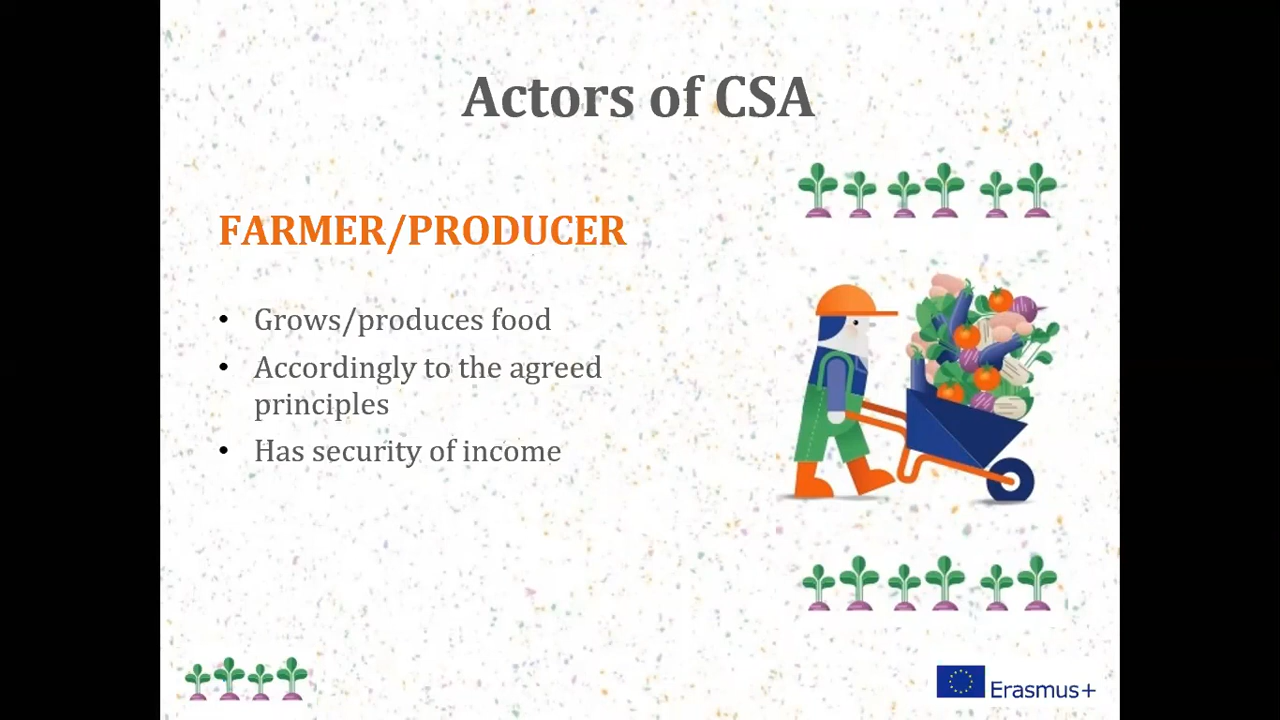 Actors of CSA
FARMER/PRODUCER
• Grows/produces food
• Accordingly to the agreed
principles
• Has security of income
Erasmus+